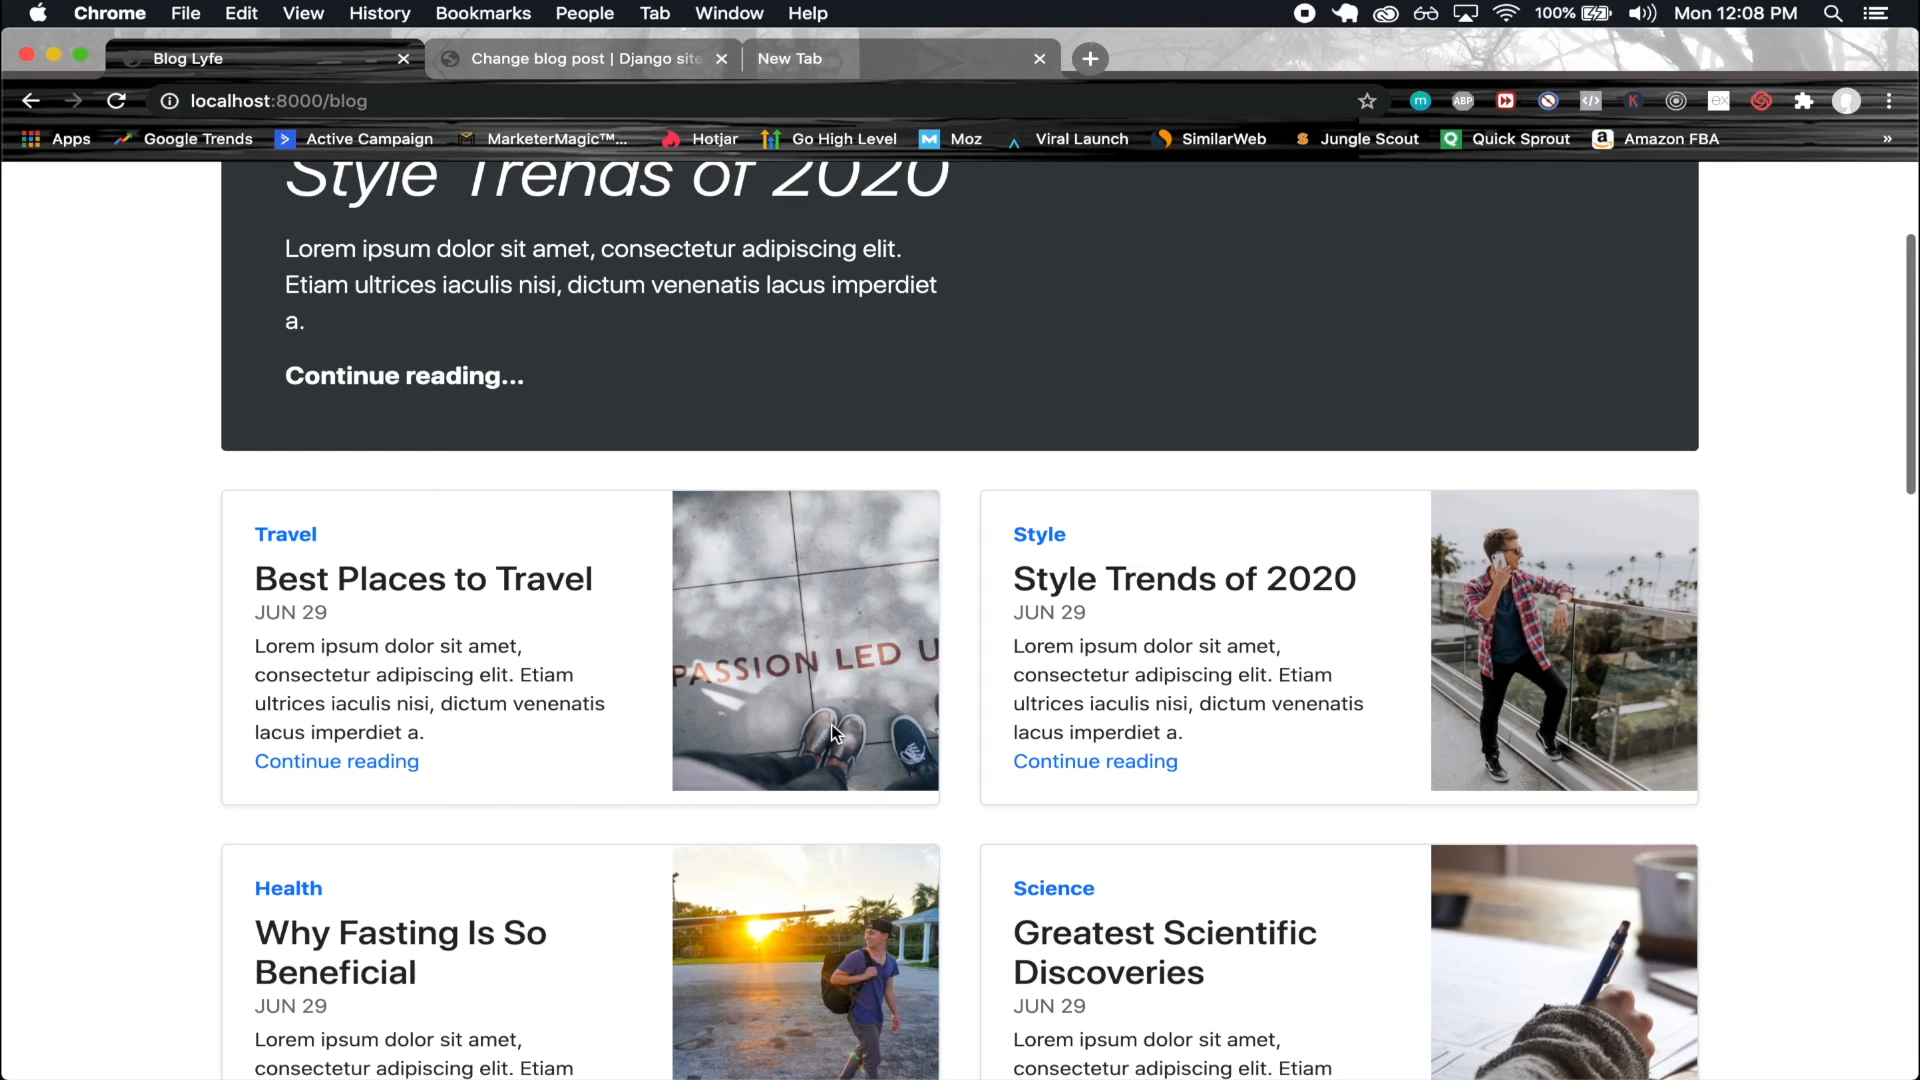 Chrome File Edit View History Bookmarks People Tab Window Help 100% Mon 12:08 PM
Blog Lyfe Change blog post | Django site New Tab
localhost:8000/blog ABP
Apps Google Trends Active Campaign MarketerMagic™... Hotjar Go High Level Moz Viral Launch SimilarWeb Jungle Scout Quick Sprout Amazon FBA »
Style Trends of 2020
Lorem ipsum dolor sit amet, consectetur adipiscing elit.
Etiam ultrices iaculis nisi, dictum venenatis lacus imperdiet
a.
Continue reading...
Travel
Best Places to Travel
JUN 29
Lorem ipsum dolor sit amet,
consectetur adipiscing elit. Etiam
ultrices iaculis nisi, dictum venenatis
lacus imperdiet a.
Continue reading
PASSION LED U
Style
Style Trends of 2020
JUN 29
Lorem ipsum dolor sit amet,
consectetur adipiscing elit. Etiam
ultrices iaculis nisi, dictum venenatis
lacus imperdiet a.
Continue reading
Health
Why Fasting Is So
Beneficial
JUN 29
Lorem ipsum dolor sit amet,
consectetur adipiscing elit. Etiam
Science
Greatest Scientific
Discoveries
JUN 29
Lorem ipsum dolor sit amet,
consectetur adipiscing elit. Etiam